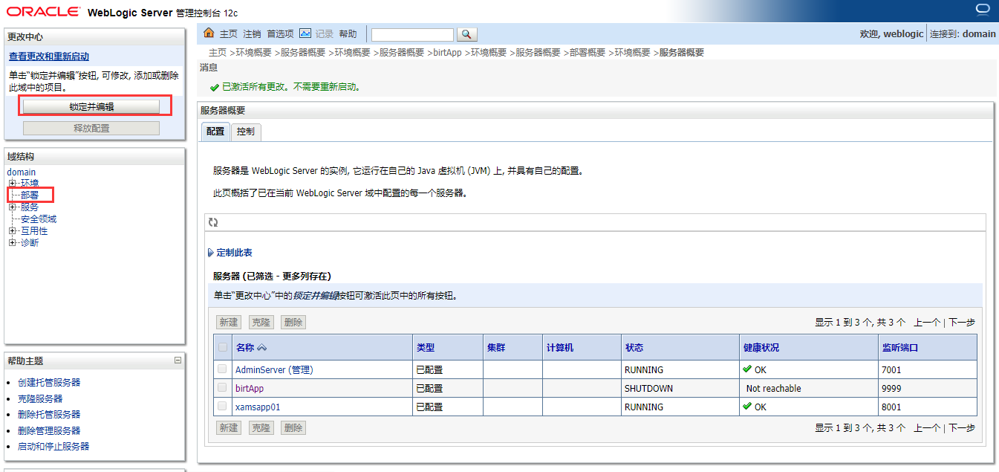 ORACLE WebLogic Server 管理控制台 12c
更改中心
查看更改和重新启动
单击“锁定并编辑”按钮, 可修改, 添加或删除
此域中的项目。
锁定并编辑
释放配置
域结构
domain
环境
部署
服务
安全领域
互用性
诊断
帮助主题
创建托管服务器
克隆服务器
删除托管服务器
删除管理服务器
启动和停止服务器
主页 注销 首选项 记录 帮助
欢迎, weblogic 连接到: domain
主页 >环境概要 >服务器概要 >环境概要 >服务器概要 >birtApp >环境概要 >服务器概要 >部署概要 >环境概要 >服务器概要
消息
已激活所有更改。不需要重新启动。
服务器概要
配置 控制
服务器是 WebLogic Server 的实例, 它运行在自己的 Java 虚拟机 (JVM) 上, 并具有自己的配置。
此页概括了已在当前 WebLogic Server 域中配置的每一个服务器。
定制此表
服务器 (已筛选 - 更多列存在)
单击“更改中心”中的锁定并编辑按钮可激活此页中的所有按钮。
新建 克隆 删除 显示 1 到 3 个, 共 3 个 上一个 | 下一步
名称 类型 集群 计算机 状态 健康状况 监听端口
AdminServer (管理) 已配置 RUNNING OK 7001
birtApp 已配置 SHUTDOWN Not reachable 9999
xamsapp01 已配置 RUNNING OK 8001
新建 克隆 删除 显示 1 到 3 个, 共 3 个 上一个 | 下一步